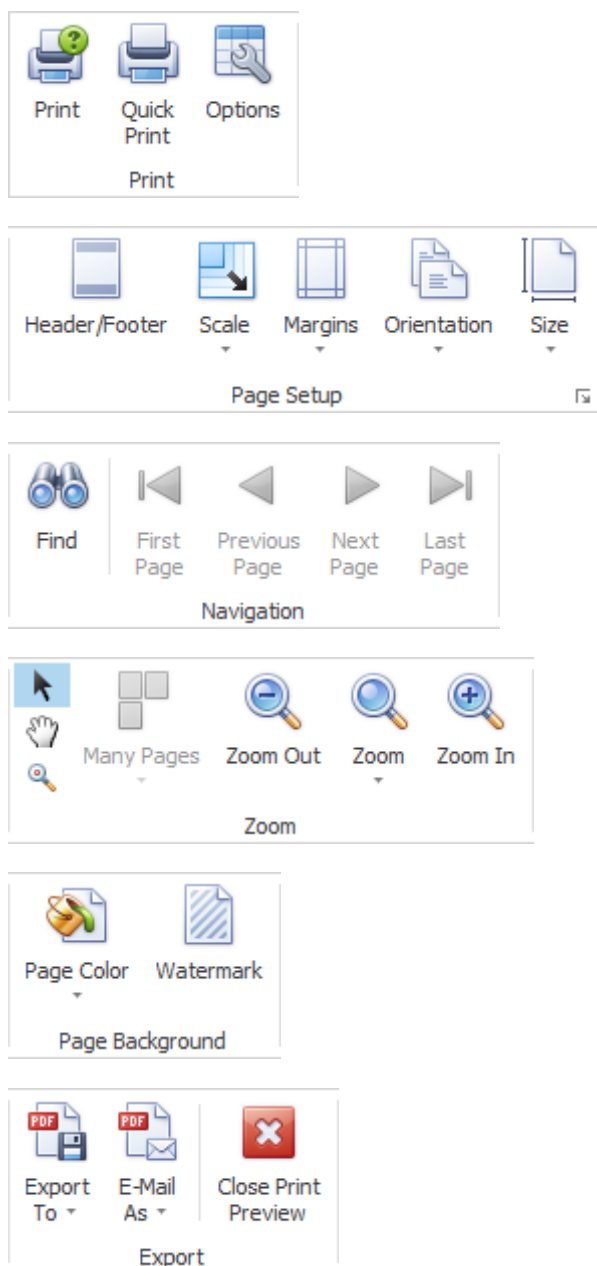 Print Quick Options
Print
Print
Header/Footer Scale Margins Orientation Size
Page Setup
Find First Previous Next Last
Page Page Page Page
Navigation
Many Pages Zoom Out Zoom Zoom In
Zoom
Page Color Watermark
Page Background
PDF PDF
Export E-Mail Close Print
To As Preview
Export